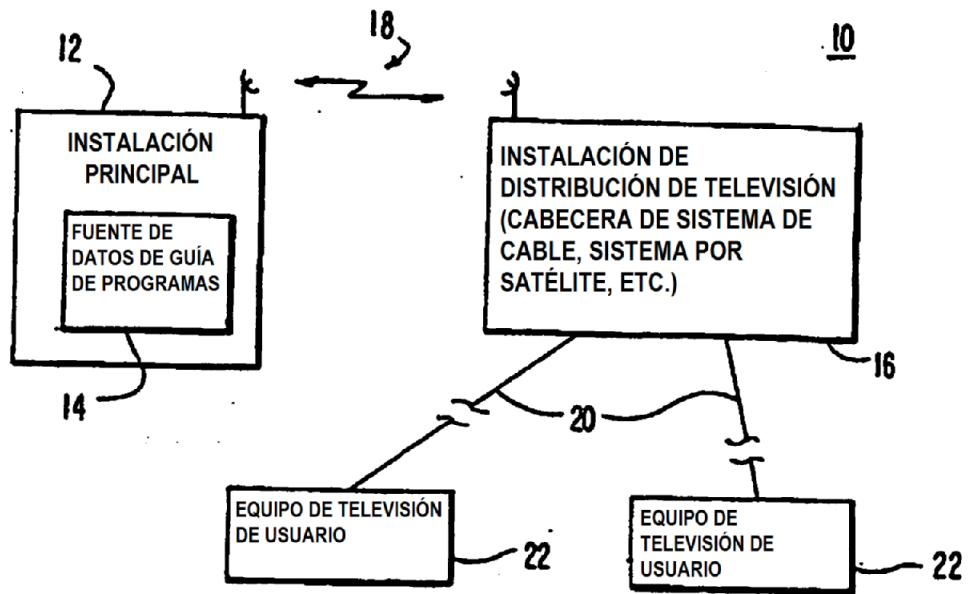 12
18
10
INSTALACIÓN
PRINCIPAL
FUENTE DE
DATOS DE GUÍA
DE PROGRAMAS
14
INSTALACIÓN DE
DISTRIBUCIÓN DE TELEVISIÓN
(CABECERA DE SISTEMA DE
CABLE, SISTEMA POR
SATÉLITE, ETC.)
16
20
EQUIPO DE TELEVISIÓN
DE USUARIO
22
EQUIPO DE
TELEVISIÓN DE
USUARIO
22